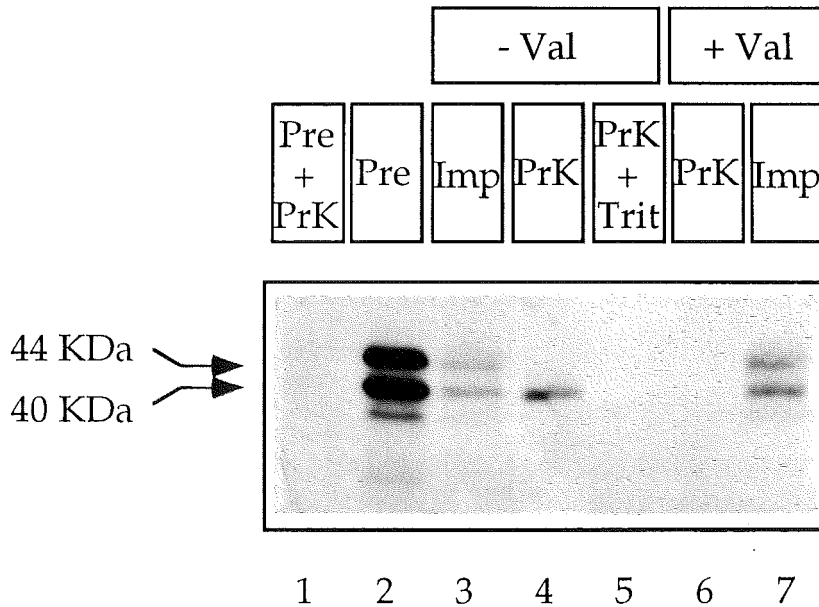 - Val + Val
Pre + PrK
Pre
Imp
PrK
PrK + Trit
PrK
Imp
44 KDa
40 KDa
1 2 3 4 5 6 7